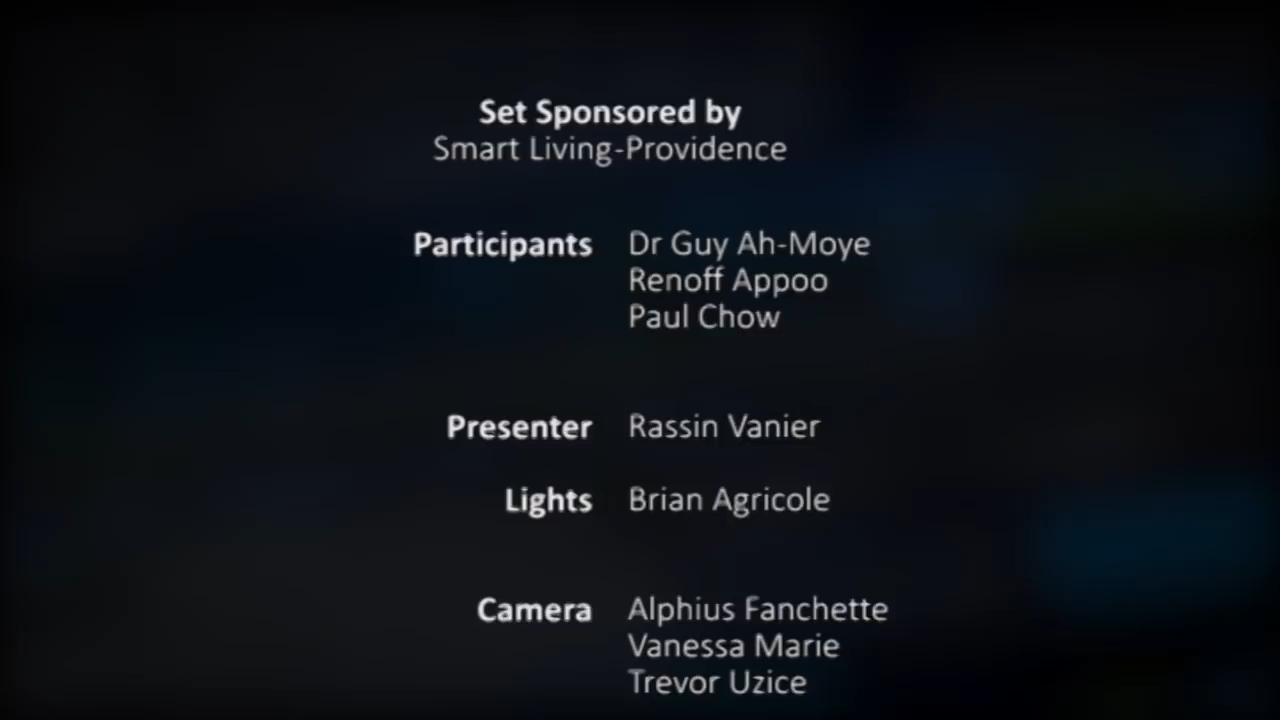 Set Sponsored by
Smart Living-Providence
Participants Dr Guy Ah-Moye
Renoff Appoo
Paul Chow
Presenter Rassin Vanier
Lights Brian Agricole
Camera Alphius Fanchette
Vanessa Marie
Trevor Uzice